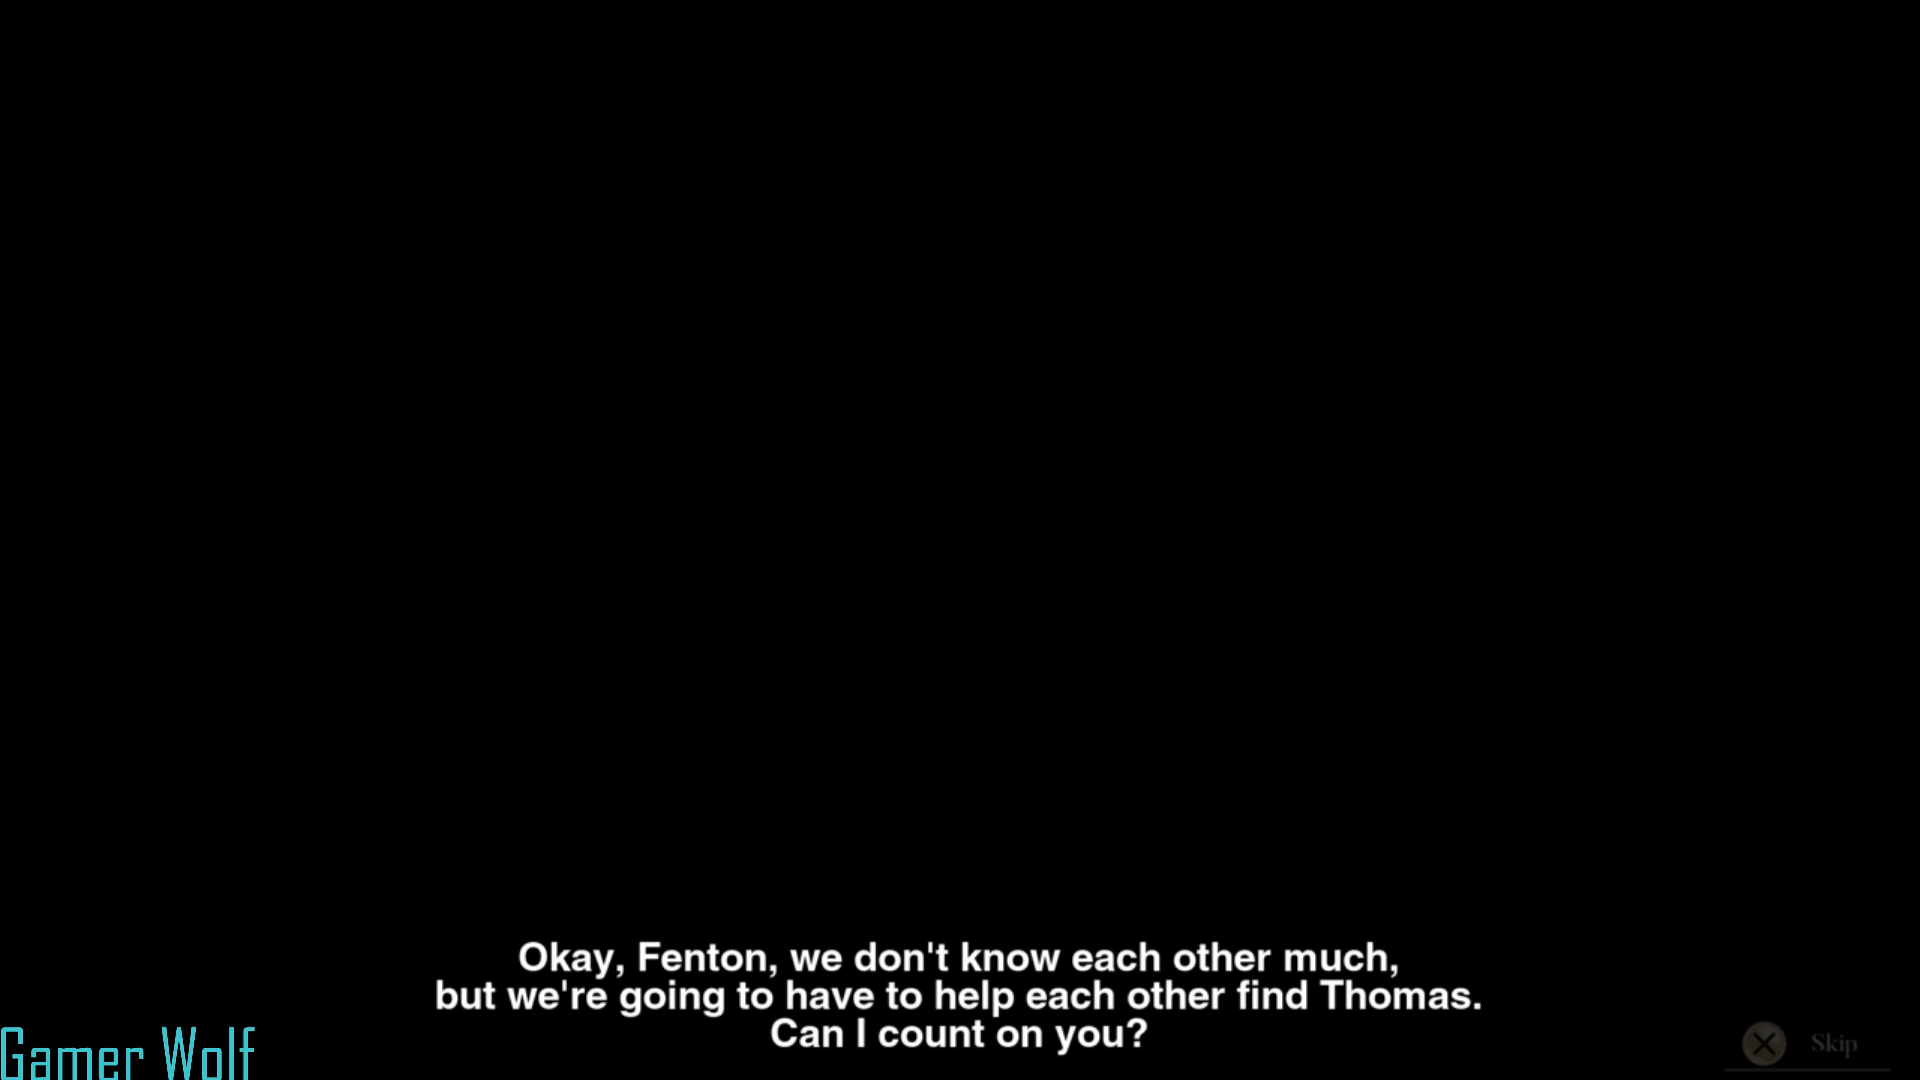 Okay, Fenton, we don't know each other much,
but we're going to have to help each other find Thomas.
Can I count on you?
Gamer Wolf
Skip